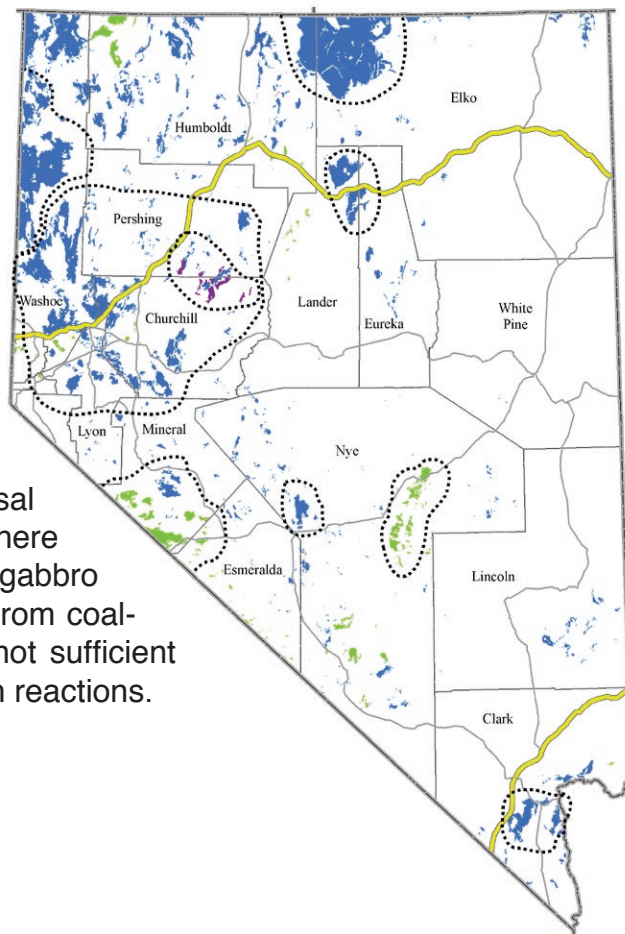 Elko
Humboldt
Pershing
Washoe
Churchill
Lander
Eureka
White
Pine
Lyon
Mineral
Nye
sal
here
gabbro
rom coal-
not sufficient
n reactions.
Esmeralda
Lincoln
Clark